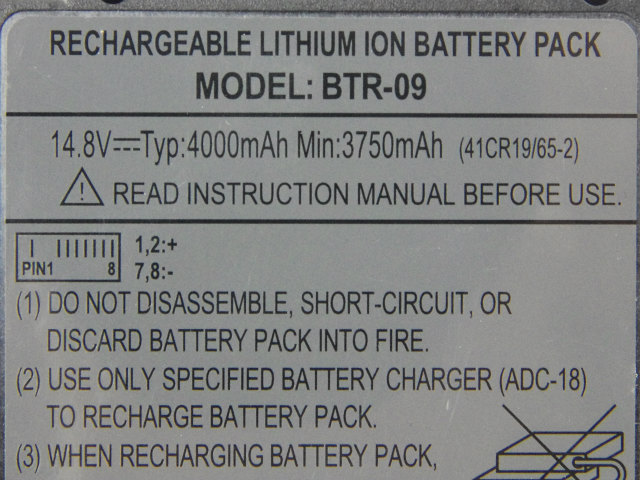 RECHARGEABLE LITHIUM ION BATTERY PACK
MODEL: BTR-09
14.8V⎓Typ:4000mAh Min:3750mAh (41CR19/65-2)
READ INSTRUCTION MANUAL BEFORE USE.
1,2:+
PIN1 8 7,8:-
(1) DO NOT DISASSEMBLE, SHORT-CIRCUIT, OR
DISCARD BATTERY PACK INTO FIRE.
(2) USE ONLY SPECIFIED BATTERY CHARGER (ADC-18)
TO RECHARGE BATTERY PACK.
(3) WHEN RECHARGING BATTERY PACK,